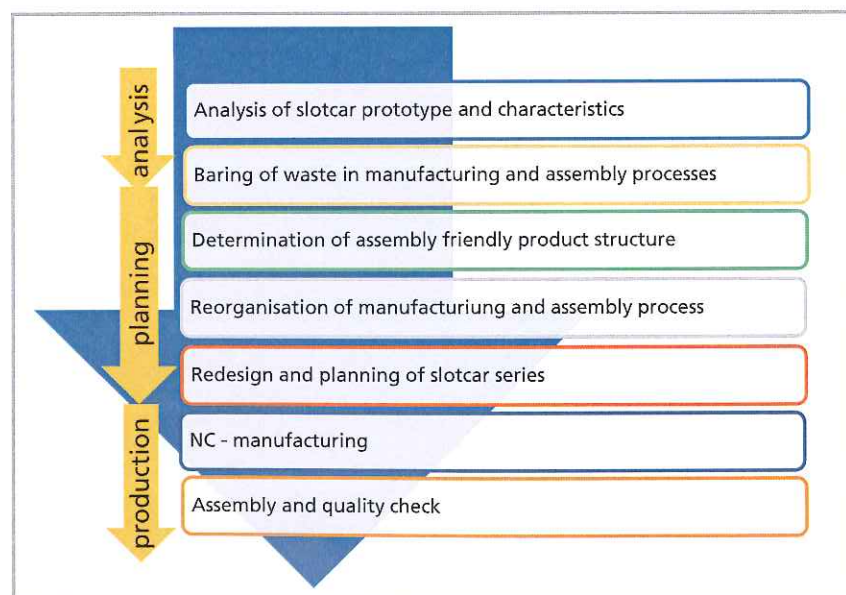 analysis
Analysis of slotcar prototype and characteristics
Baring of waste in manufacturing and assembly processes
planning
Determination of assembly friendly product structure
Reorganisation of manufacturiung and assembly process
Redesign and planning of slotcar series
production
NC - manufacturing
Assembly and quality check